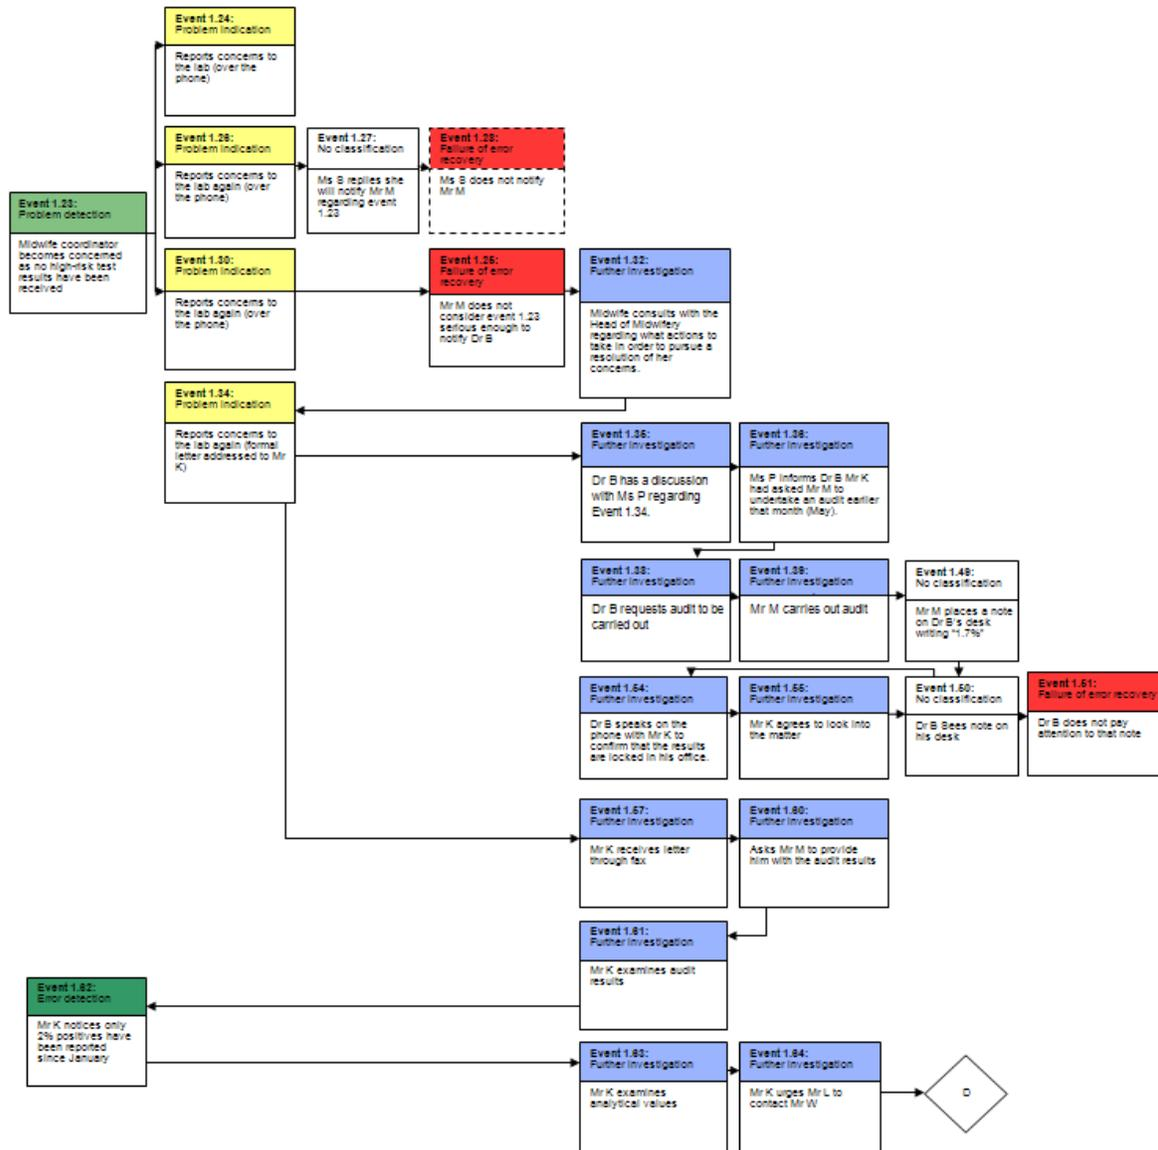 Event 1.24:
Problem indication
Reports concerns to
the lab (over the
phone)
Event 1.26:
Problem indication
Reports concerns to
the lab again (over
the phone)
Event 1.27:
No classification
Ms S replies she
will notify Mr M
regarding event
1.23
Event 1.28:
Failure of error
recovery
Ms S does not notify
Mr M
Event 1.23:
Problem detection
Midwife coordinator
becomes concerned
as no high-risk test
results have been
received
Event 1.30:
Problem indication
Reports concerns to
the lab again (over
the phone)
Event 1.25:
Failure of error
recovery
Mr M does not
consider event 1.23
serious enough to
notify Dr B
Event 1.32:
Further investigation
Midwife consults with the
Head of Midwifery
regarding what actions to
take in order to pursue a
resolution of her
concerns.
Event 1.34:
Problem indication
Reports concerns to
the lab again (formal
letter addressed to Mr
K)
Event 1.35:
Further investigation
Dr B has a discussion
with Ms P regarding
Event 1.34.
Event 1.36:
Further investigation
Ms P informs Dr B Mr K
had asked Mr M to
undertake an audit earlier
that month (May).
Event 1.38:
Further investigation
Dr B requests audit to be
carried out
Event 1.39:
Further investigation
Mr M carries out audit
Event 1.49:
No classification
Mr M places a note
on Dr B's desk
writing "1.7%"
Event 1.54:
Further investigation
Dr B speaks on the
phone with Mr K to
confirm that the results
are locked in his office.
Event 1.55:
Further investigation
Mr K agrees to look into
the matter
Event 1.50:
No classification
Dr B Sees note on
his desk
Event 1.51:
Failure of error recovery
Dr B does not pay
attention to that note
Event 1.57:
Further investigation
Mr K receives letter
through fax
Event 1.60:
Further investigation
Asks Mr M to provide
him with the audit results
Event 1.61:
Further investigation
Mr K examines audit
results
Event 1.62:
Error detection
Mr K notices only
2% positives have
been reported
since January
Event 1.63:
Further investigation
Mr K examines
analytical values
Event 1.64:
Further investigation
Mr K urges Mr L to
contact Mr W
D